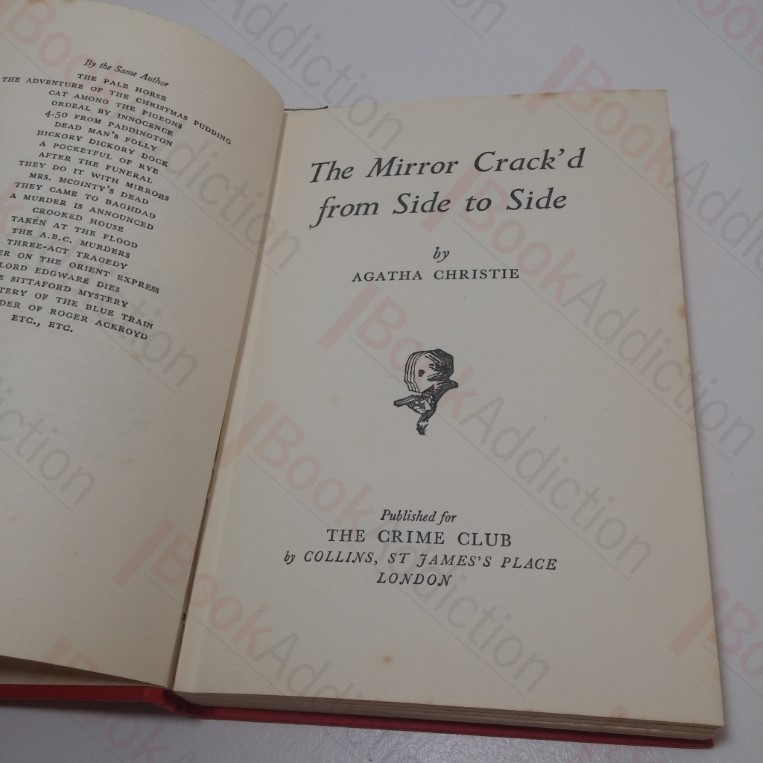 By the Same Author
THE PALE HORSE
THE ADVENTURE OF THE CHRISTMAS PUDDING
CAT AMONG THE PIGEONS
ORDEAL BY INNOCENCE
4-50 FROM PADDINGTON
DEAD MAN'S FOLLY
HICKORY DICKORY DOCK
A POCKETFUL OF RYE
AFTER THE FUNERAL
THEY DO IT WITH MIRRORS
MRS. MCGINTY'S DEAD
THEY CAME TO BAGHDAD
A MURDER IS ANNOUNCED
CROOKED HOUSE
TAKEN AT THE FLOOD
THE A.B.C. MURDERS
THREE-ACT TRAGEDY
ON THE ORIENT EXPRESS
LORD EDGWARE DIES
SITTAFORD MYSTERY
OF THE BLUE TRAIN
OF ROGER ACKROYD
ETC., ETC.
The Mirror Crack'd
from Side to Side
by
AGATHA CHRISTIE
Published for
THE CRIME CLUB
by COLLINS, ST JAMES'S PLACE
LONDON
BookAddiction